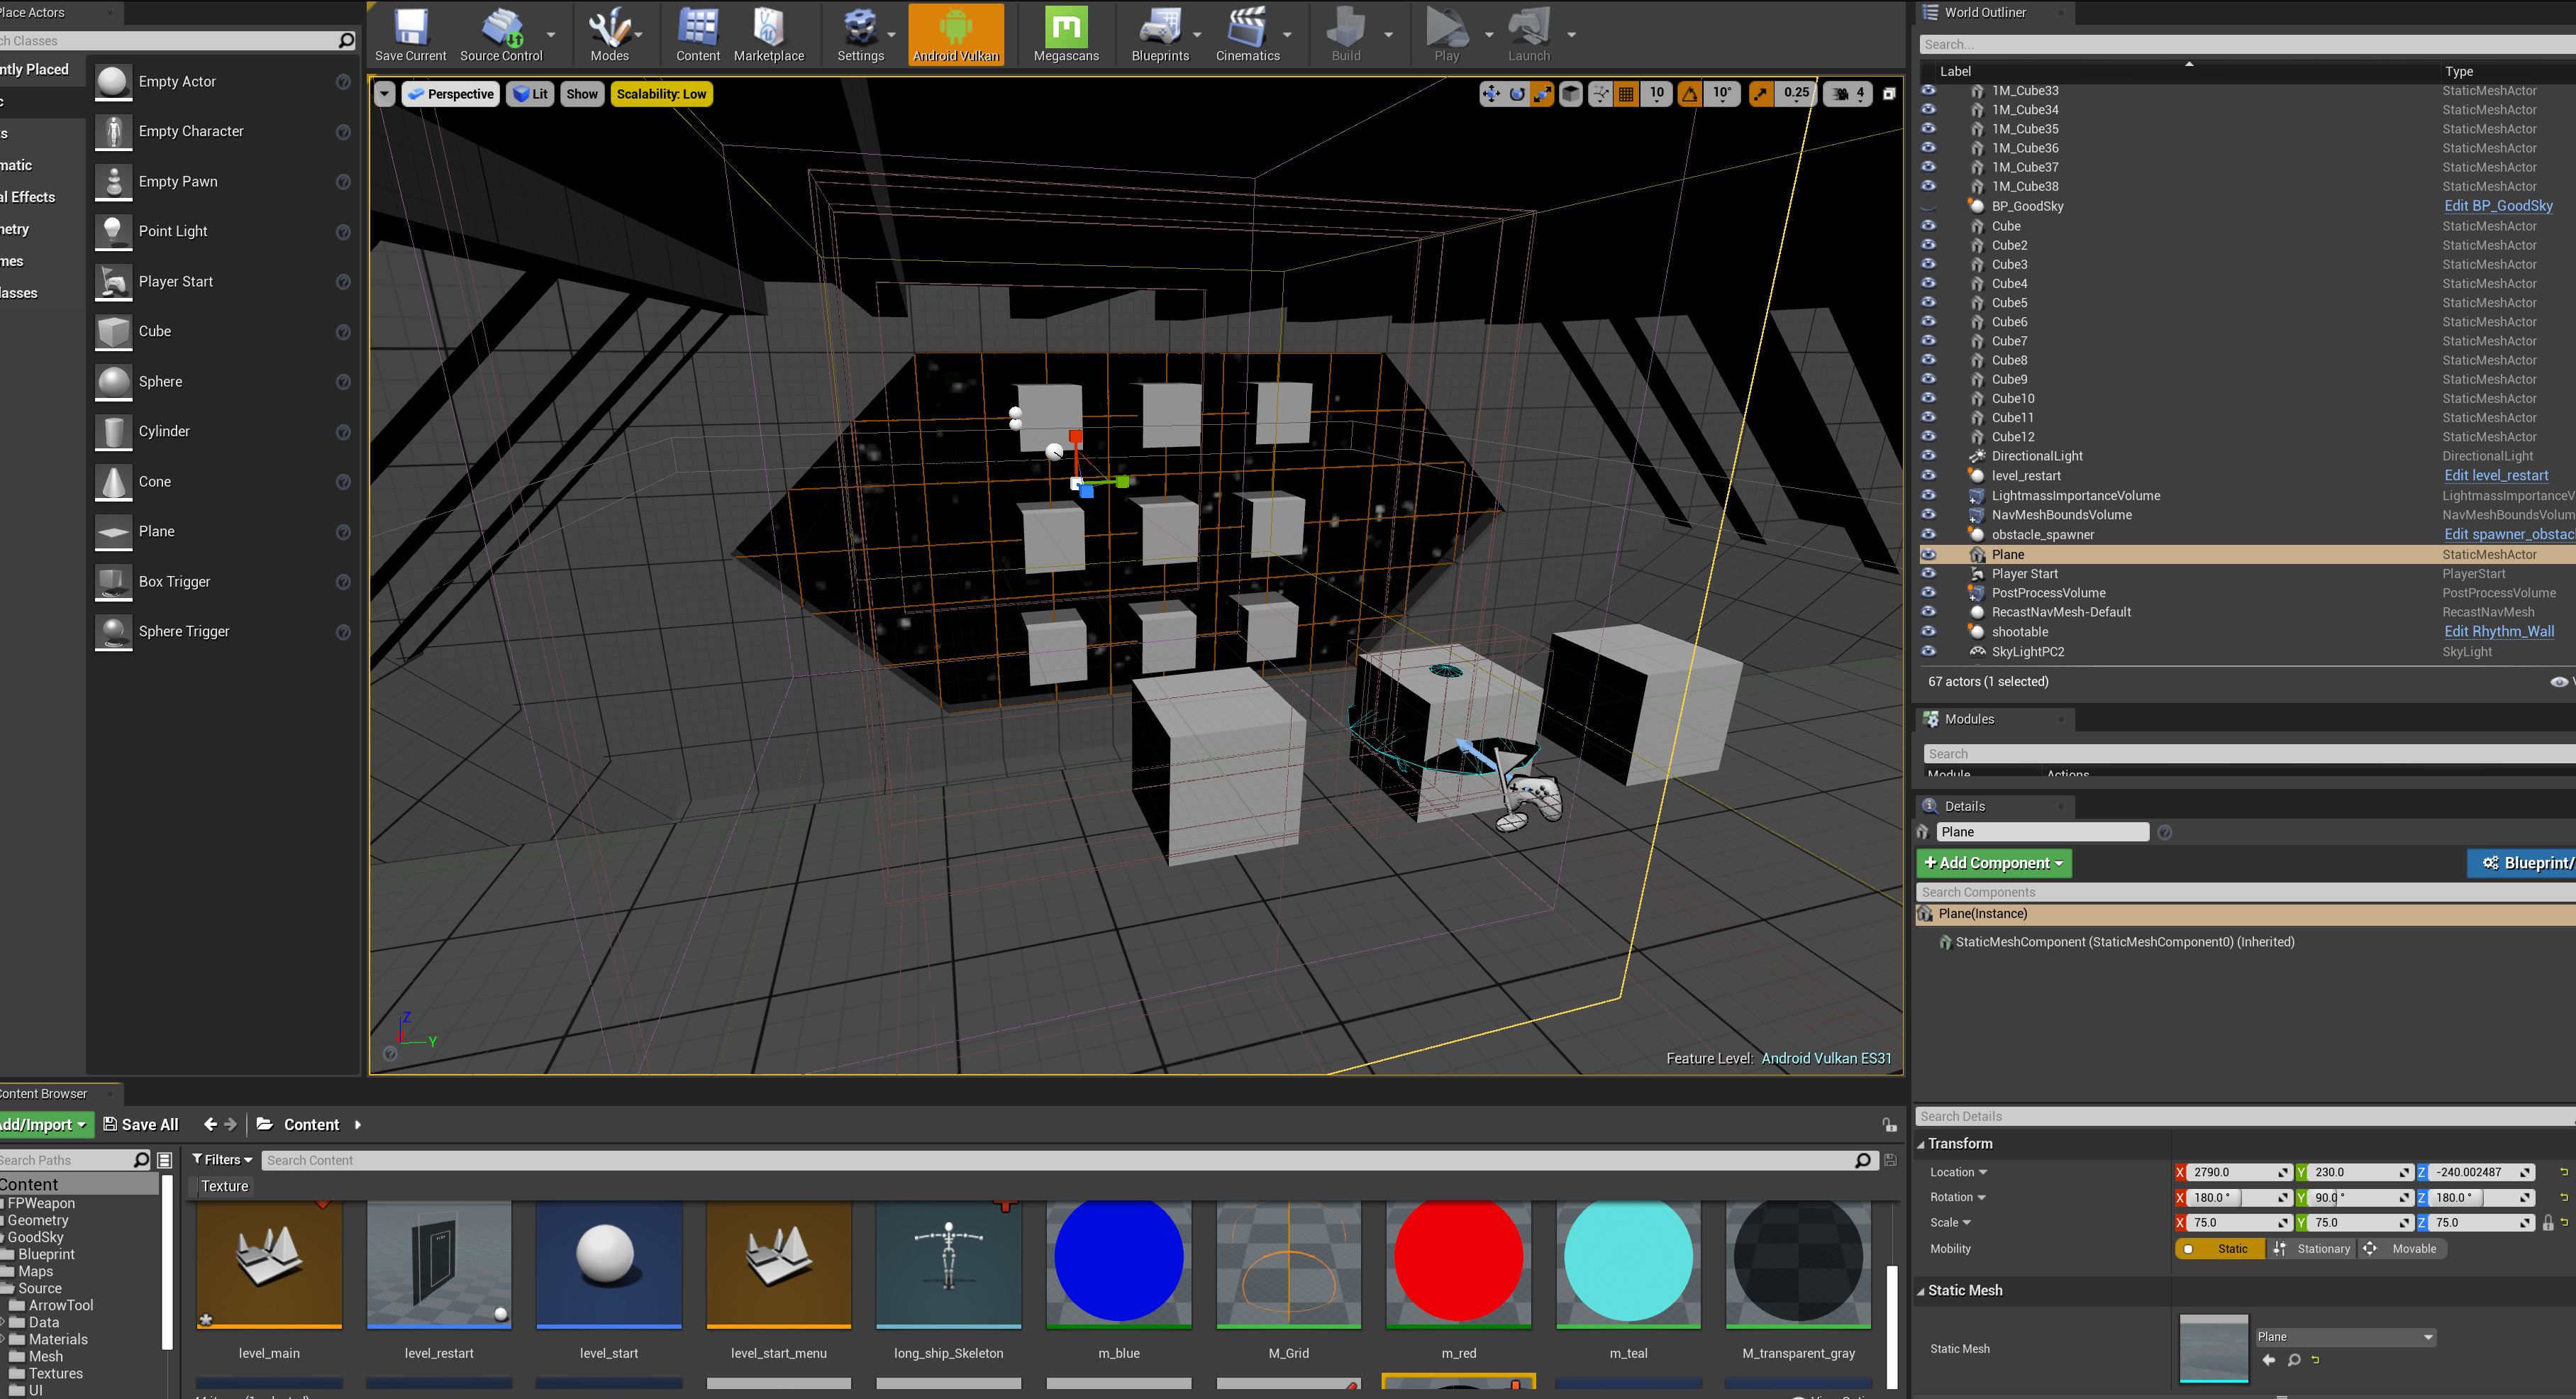 Place Actors
ch Classes
ntly Placed
c
ts
matic
al Effects
metry
mes
lasses
Empty Actor
Empty Character
Empty Pawn
Point Light
Player Start
Cube
Sphere
Cylinder
Cone
Plane
Box Trigger
Sphere Trigger
Save Current
Source Control
Modes
Content
Marketplace
Settings
Android Vulkan
Megascans
Blueprints
Cinematics
Build
Play
Launch
Perspective
Lit
Show
Scalability: Low
10
10°
0.25
4
Z
Y
Feature Level: Android Vulkan ES31
World Outliner
Search...
Label Type
1M_Cube33 StaticMeshActor
1M_Cube34 StaticMeshActor
1M_Cube35 StaticMeshActor
1M_Cube36 StaticMeshActor
1M_Cube37 StaticMeshActor
1M_Cube38 StaticMeshActor
BP_GoodSky Edit BP_GoodSky
Cube StaticMeshActor
Cube2 StaticMeshActor
Cube3 StaticMeshActor
Cube4 StaticMeshActor
Cube5 StaticMeshActor
Cube6 StaticMeshActor
Cube7 StaticMeshActor
Cube8 StaticMeshActor
Cube9 StaticMeshActor
Cube10 StaticMeshActor
Cube11 StaticMeshActor
Cube12 StaticMeshActor
DirectionalLight DirectionalLight
level_restart Edit level_restart
LightmassImportanceVolume LightmassImportanceV
NavMeshBoundsVolume NavMeshBoundsVolum
obstacle_spawner Edit spawner_obstac
Plane StaticMeshActor
Player Start PlayerStart
PostProcessVolume PostProcessVolume
RecastNavMesh-Default RecastNavMesh
shootable Edit Rhythm_Wall
SkyLightPC2 SkyLight
67 actors (1 selected)
Modules
Search
Module Actions
Details
Plane
+ Add Component
Blueprint/
Search Components
Plane(Instance)
StaticMeshComponent (StaticMeshComponent0) (Inherited)
Search Details
Transform
Location X 2790.0 Y 230.0 Z -240.002487
Rotation X 180.0 ° Y 90.0 ° Z 180.0 °
Scale X 75.0 Y 75.0 Z 75.0
Mobility Static Stationary Movable
Static Mesh
Static Mesh Plane
Content Browser
Add/Import
Save All
Content
Search Paths
Filters
Search Content
Texture
Content
FPWeapon
Geometry
GoodSky
Blueprint
Maps
Source
ArrowTool
Data
Materials
Mesh
Textures
UI
level_main
level_restart
level_start
level_start_menu
long_ship_Skeleton
m_blue
M_Grid
m_red
m_teal
M_transparent_gray